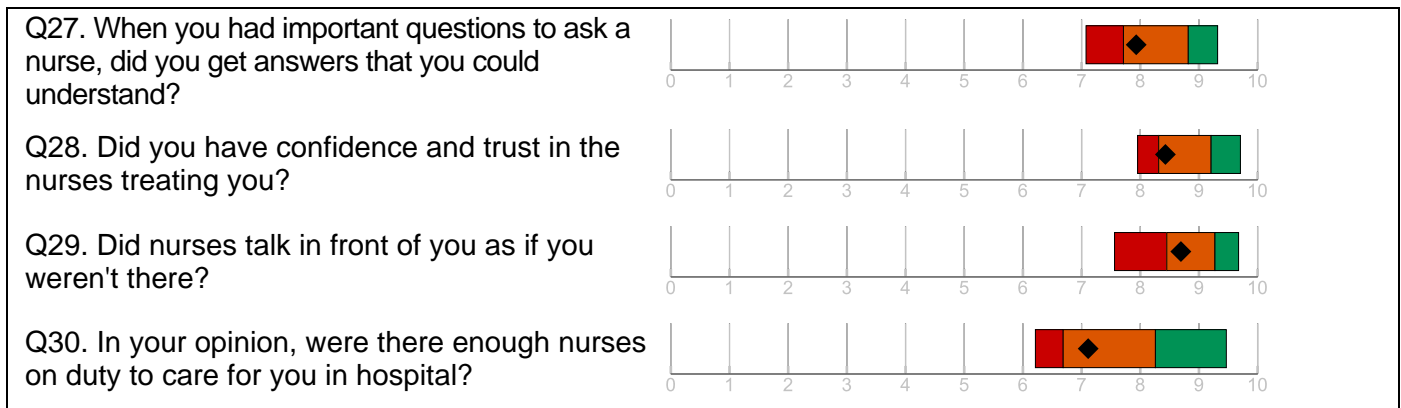 Q27. When you had important questions to ask a
nurse, did you get answers that you could
understand?
0 1 2 3 4 5 6 7 8 9 10
Q28. Did you have confidence and trust in the
nurses treating you?
0 1 2 3 4 5 6 7 8 9 10
Q29. Did nurses talk in front of you as if you
weren't there?
0 1 2 3 4 5 6 7 8 9 10
Q30. In your opinion, were there enough nurses
on duty to care for you in hospital?
0 1 2 3 4 5 6 7 8 9 10